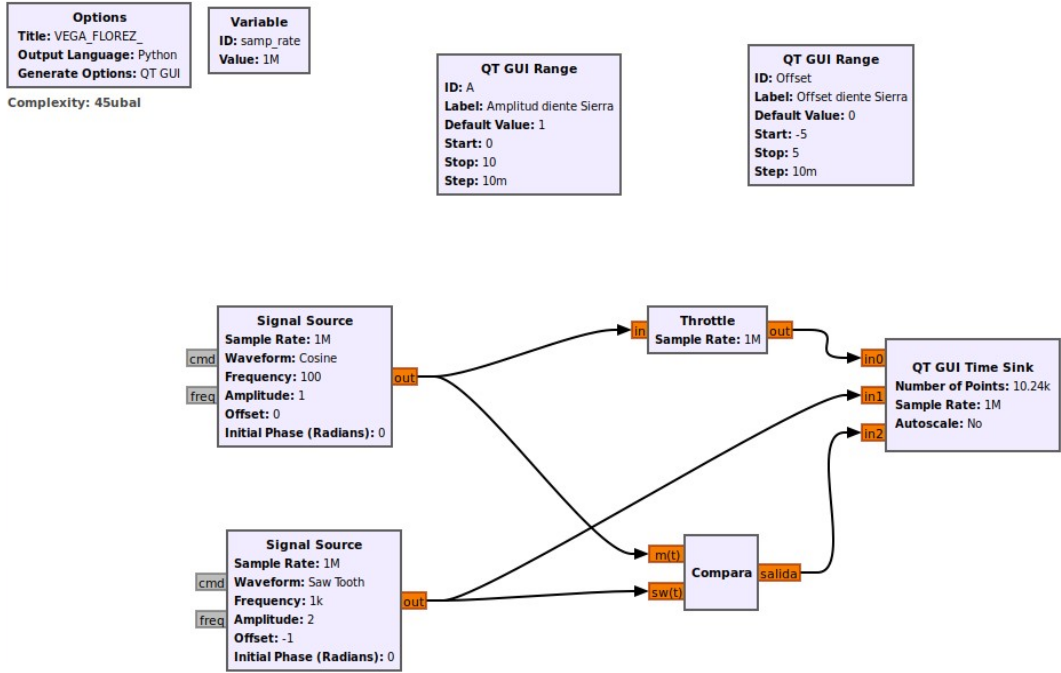 Options
Title: VEGA_FLOREZ_
Output Language: Python
Generate Options: QT GUI
Complexity: 45ubal
Variable
ID: samp_rate
Value: 1M
QT GUI Range
ID: A
Label: Amplitud diente Sierra
Default Value: 1
Start: 0
Stop: 10
Step: 10m
QT GUI Range
ID: Offset
Label: Offset diente Sierra
Default Value: 0
Start: -5
Stop: 5
Step: 10m
Signal Source
Sample Rate: 1M
Waveform: Cosine
Frequency: 100
Amplitude: 1
Offset: 0
Initial Phase (Radians): 0
cmd
freq
out
in
Throttle
Sample Rate: 1M
out
in0
in1
in2
QT GUI Time Sink
Number of Points: 10.24k
Sample Rate: 1M
Autoscale: No
Signal Source
Sample Rate: 1M
Waveform: Saw Tooth
Frequency: 1k
Amplitude: 2
Offset: -1
Initial Phase (Radians): 0
cmd
freq
out
m(t)
sw(t)
Compara
salida